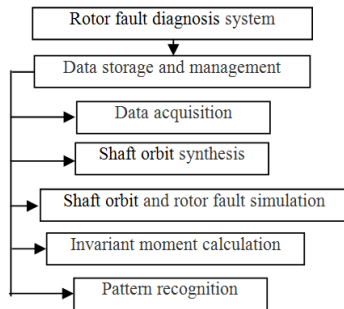 Rotor fault diagnosis system
Data storage and management
Data acquisition
Shaft orbit synthesis
Shaft orbit and rotor fault simulation
Invariant moment calculation
Pattern recognition